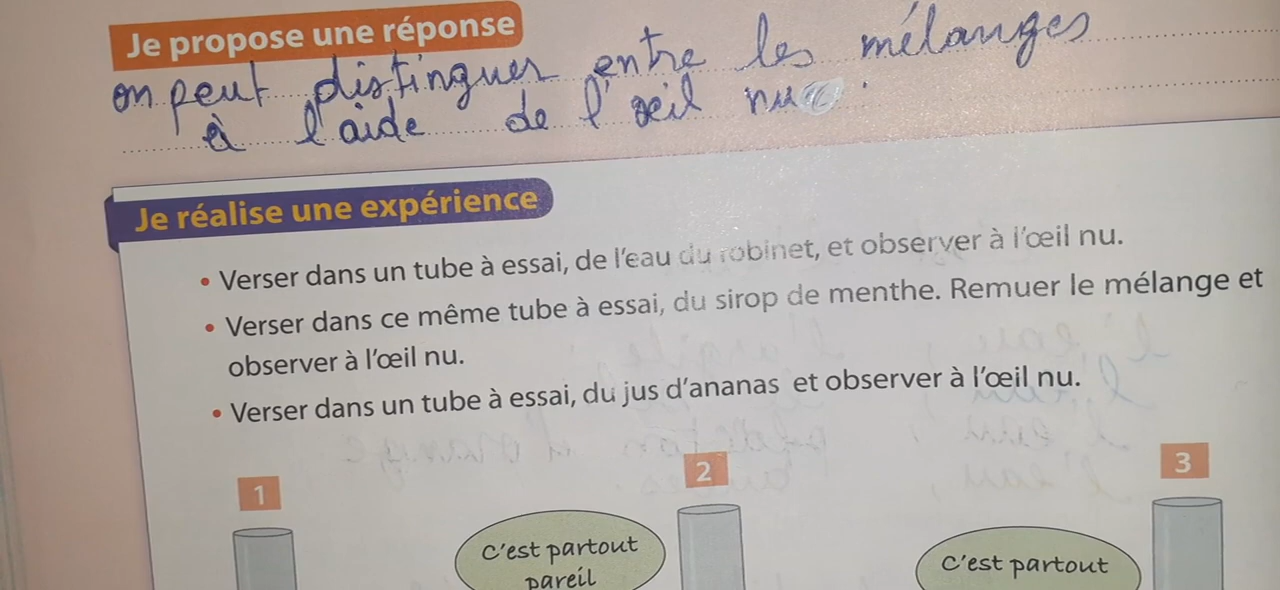 Je propose une réponse
on peut distinguer entre les mélanges
à l'aide de l'œil nu.
Je réalise une expérience
• Verser dans un tube à essai, de l'eau du robinet, et observer à l'œil nu.
• Verser dans ce même tube à essai, du sirop de menthe. Remuer le mélange et
observer à l'œil nu.
• Verser dans un tube à essai, du jus d'ananas et observer à l'œil nu.
1
2
3
C'est partout
pareil
C'est partout